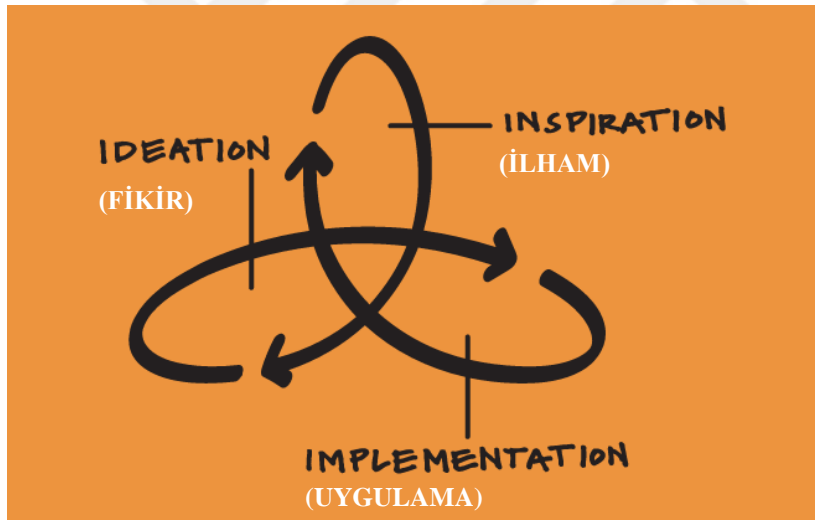 IDEATION
(FİKİR)
INSPIRATION
(İLHAM)
IMPLEMENTATION
(UYGULAMA)